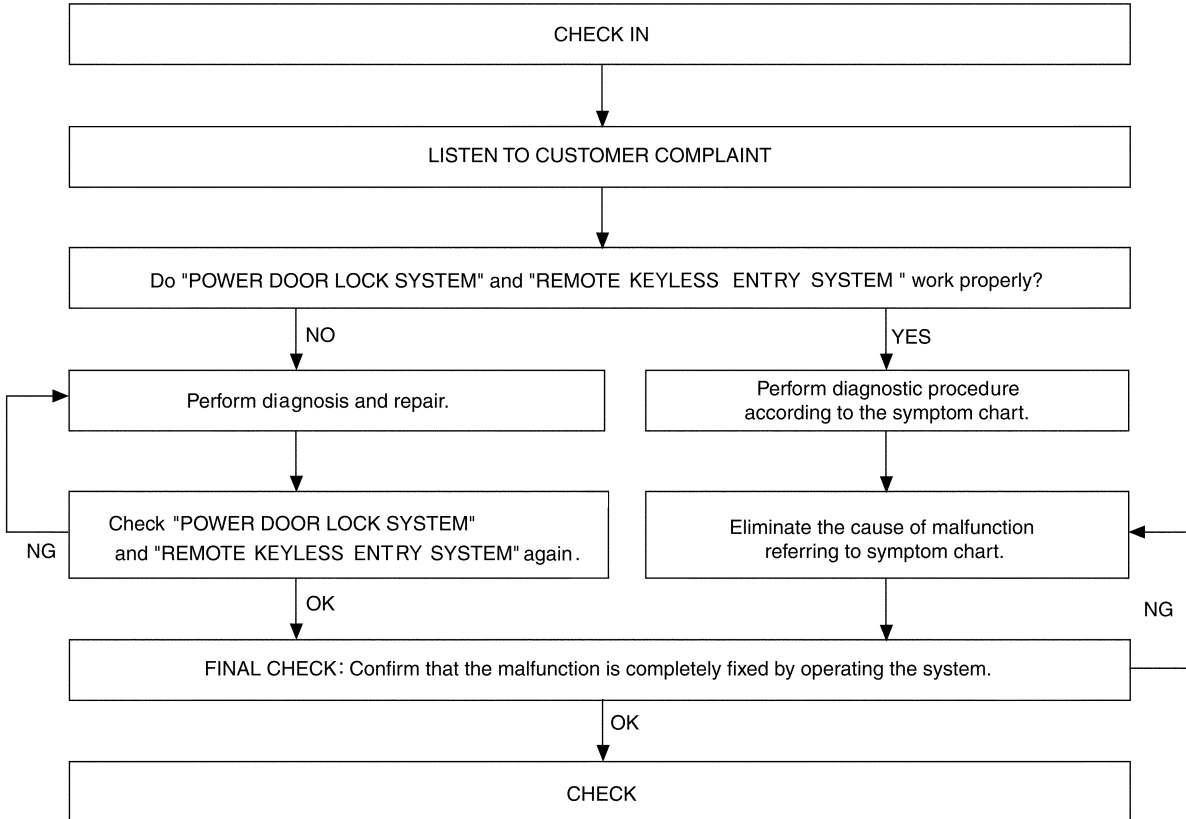 CHECK IN
LISTEN TO CUSTOMER COMPLAINT
Do "POWER DOOR LOCK SYSTEM" and "REMOTE KEYLESS ENTRY SYSTEM " work properly?
NO
YES
Perform diagnosis and repair.
Perform diagnostic procedure
according to the symptom chart.
Check "POWER DOOR LOCK SYSTEM"
and "REMOTE KEYLESS ENTRY SYSTEM" again.
NG
Eliminate the cause of malfunction
referring to symptom chart.
OK
NG
FINAL CHECK: Confirm that the malfunction is completely fixed by operating the system.
OK
CHECK